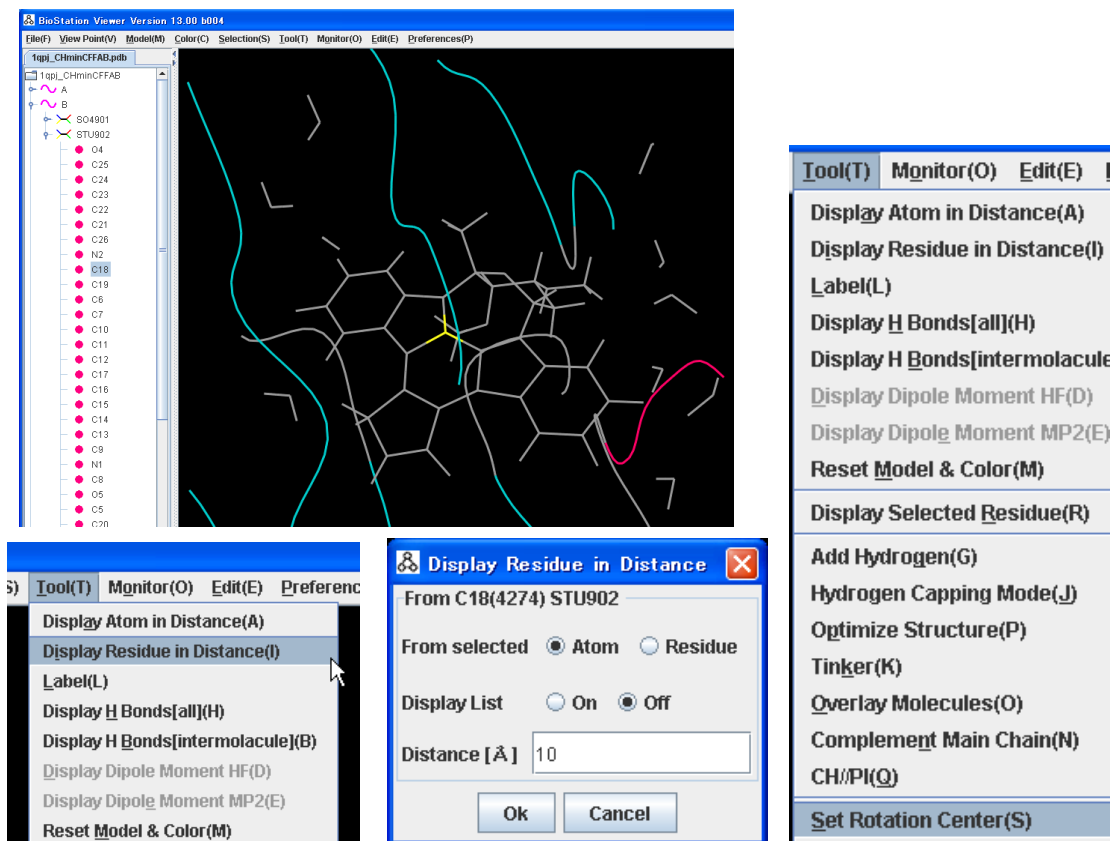 BioStation Viewer Version 13.00 b004
File(F) View Point(V) Model(M) Color(C) Selection(S) Tool(T) Monitor(O) Edit(E) Preferences(P)
1qpj_CHminCFFAB.pdb
1qpj_CHminCFFAB
A
B
SO4901
STU902
O4
C25
C24
C23
C22
C21
C26
N2
C18
C19
C6
C7
C10
C11
C12
C17
C16
C15
C14
C13
C9
N1
C8
O5
C5
C20
S) Tool(T) Monitor(O) Edit(E) Preferenc
Display Atom in Distance(A)
Display Residue in Distance(I)
Label(L)
Display H Bonds[all](H)
Display H Bonds[intermolacule](B)
Display Dipole Moment HF(D)
Display Dipole Moment MP2(E)
Reset Model & Color(M)
Display Residue in Distance
From C18(4274) STU902
From selected Atom Residue
Display List On Off
Distance [Å] 10
Ok Cancel
Tool(T) Monitor(O) Edit(E)
Display Atom in Distance(A)
Display Residue in Distance(I)
Label(L)
Display H Bonds[all](H)
Display H Bonds[intermolacule
Display Dipole Moment HF(D)
Display Dipole Moment MP2(E)
Reset Model & Color(M)
Display Selected Residue(R)
Add Hydrogen(G)
Hydrogen Capping Mode(J)
Optimize Structure(P)
Tinker(K)
Overlay Molecules(O)
Complement Main Chain(N)
CH//PI(Q)
Set Rotation Center(S)